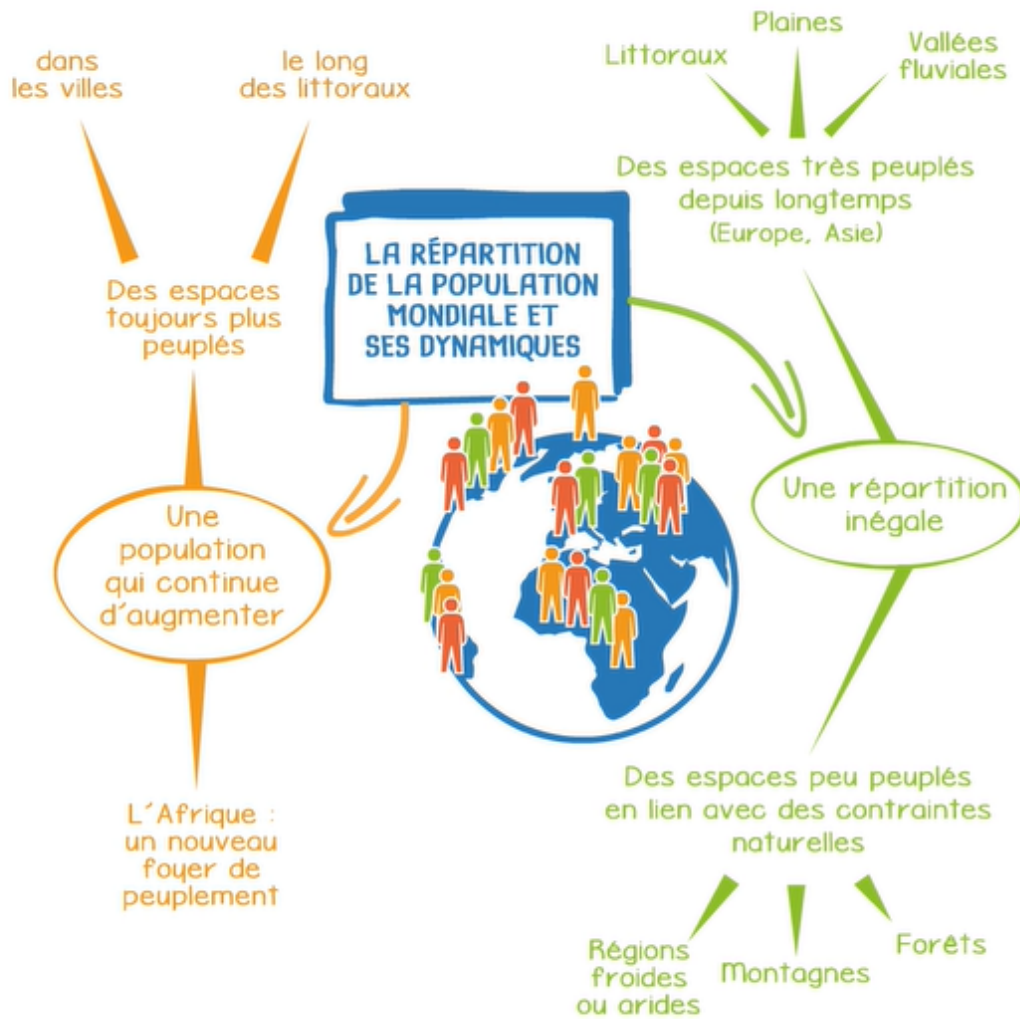 LA RÉPARTITION
DE LA POPULATION
MONDIALE ET
SES DYNAMIQUES
dans
les villes
le long
des littoraux
Des espaces
toujours plus
peuplés
Une
population
qui continue
d'augmenter
L'Afrique :
un nouveau
foyer de
peuplement
Littoraux
Plaines
Vallées
fluviales
Des espaces très peuplés
depuis longtemps
(Europe, Asie)
Une répartition
inégale
Des espaces peu peuplés
en lien avec des contraintes
naturelles
Régions
froides
ou arides
Montagnes
Forêts